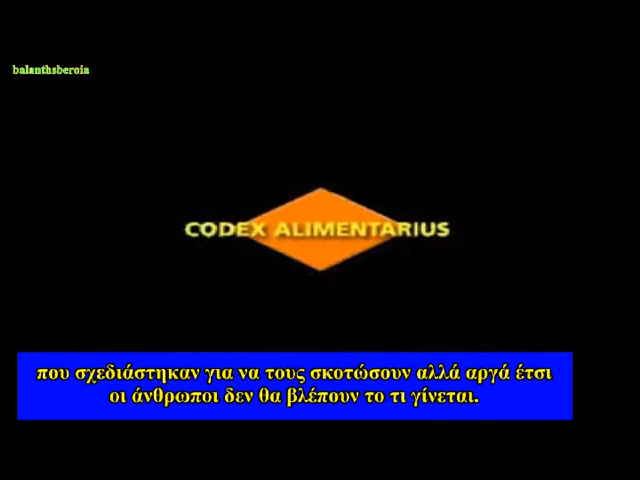 balanthsberoia
CODEX ALIMENTARIUS
που σχεδιάστηκαν για να τους σκοτώσουν αλλά αργά έτσι
οι άνθρωποι δεν θα βλέπουν το τι γίνεται.